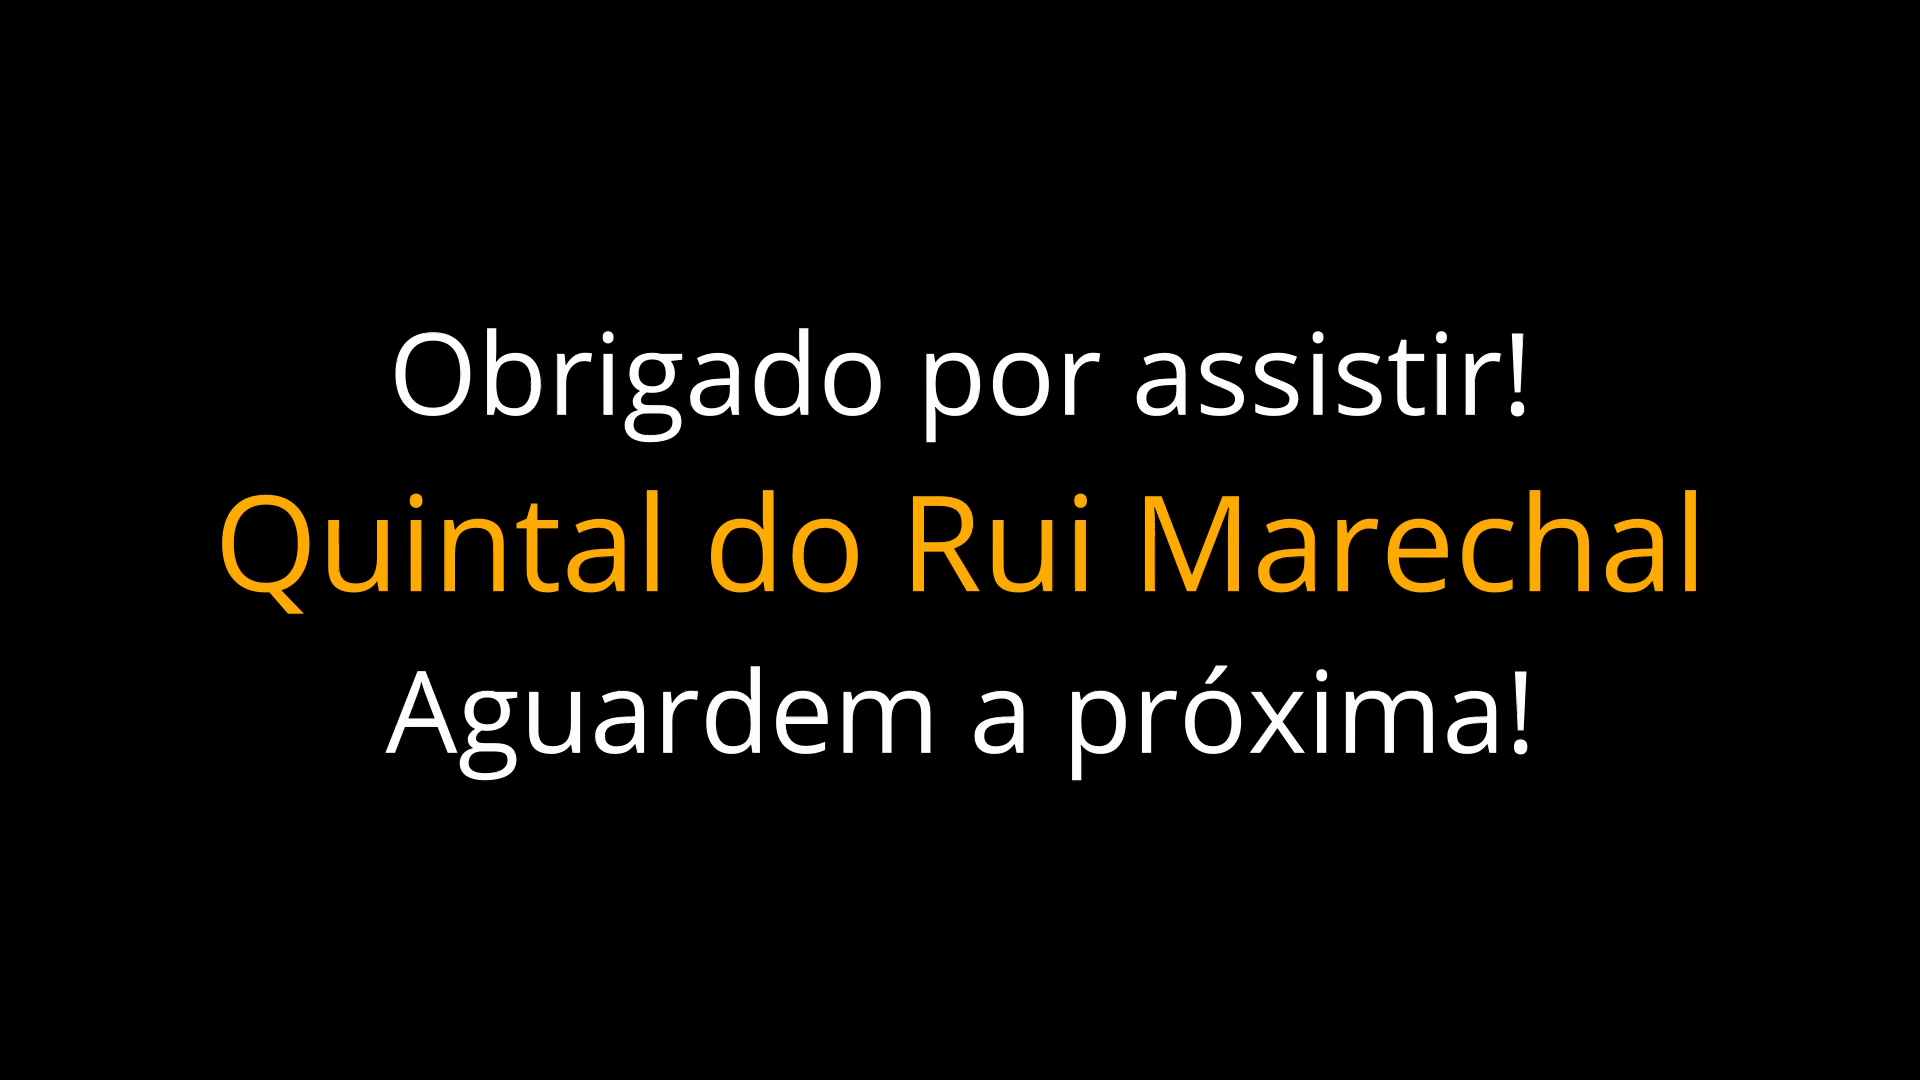 Obrigado por assistir!
Quintal do Rui Marechal
Aguardem a próxima!